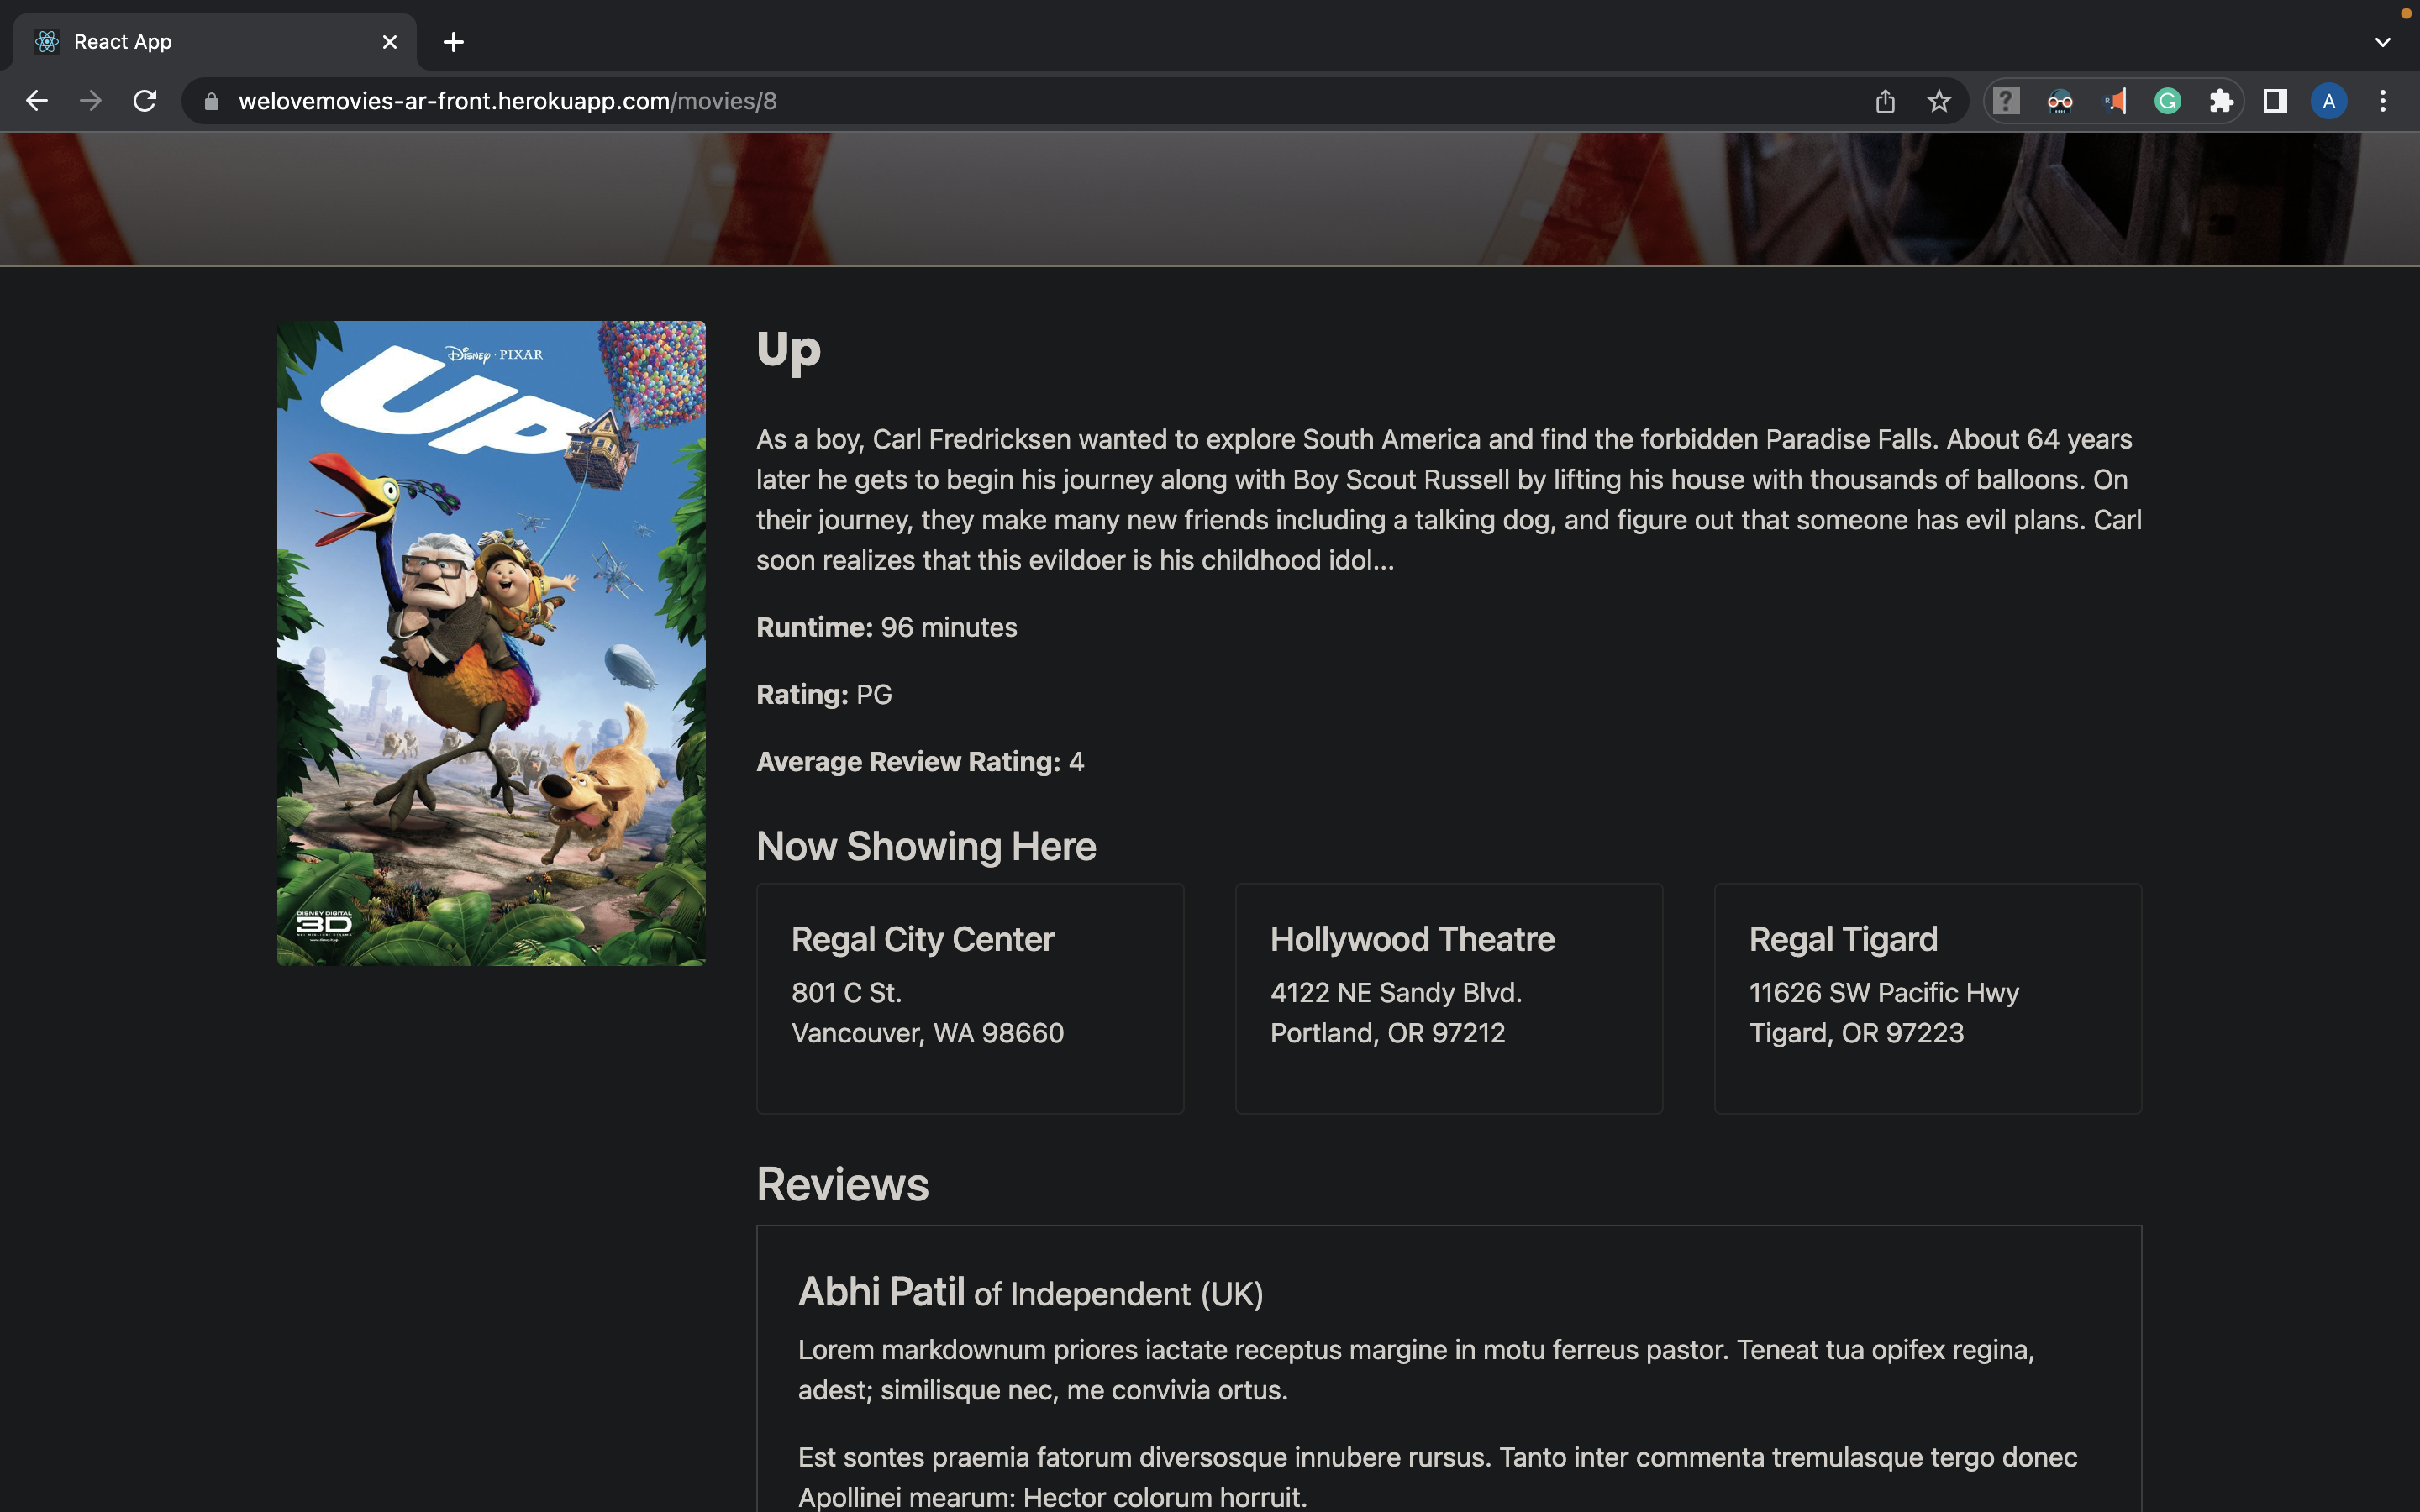 React App
welovemovies-ar-front.herokuapp.com/movies/8
A
Disney · PIXAR
UP
DISNEY DIGITAL
3D
Up
As a boy, Carl Fredricksen wanted to explore South America and find the forbidden Paradise Falls. About 64 years
later he gets to begin his journey along with Boy Scout Russell by lifting his house with thousands of balloons. On
their journey, they make many new friends including a talking dog, and figure out that someone has evil plans. Carl
soon realizes that this evildoer is his childhood idol...
Runtime: 96 minutes
Rating: PG
Average Review Rating: 4
Now Showing Here
Regal City Center
801 C St.
Vancouver, WA 98660
Hollywood Theatre
4122 NE Sandy Blvd.
Portland, OR 97212
Regal Tigard
11626 SW Pacific Hwy
Tigard, OR 97223
Reviews
Abhi Patil of Independent (UK)
Lorem markdownum priores iactate receptus margine in motu ferreus pastor. Teneat tua opifex regina,
adest; similisque nec, me convivia ortus.
Est sontes praemia fatorum diversosque innubere rursus. Tanto inter commenta tremulasque tergo donec
Apollinei mearum: Hector colorum horruit.